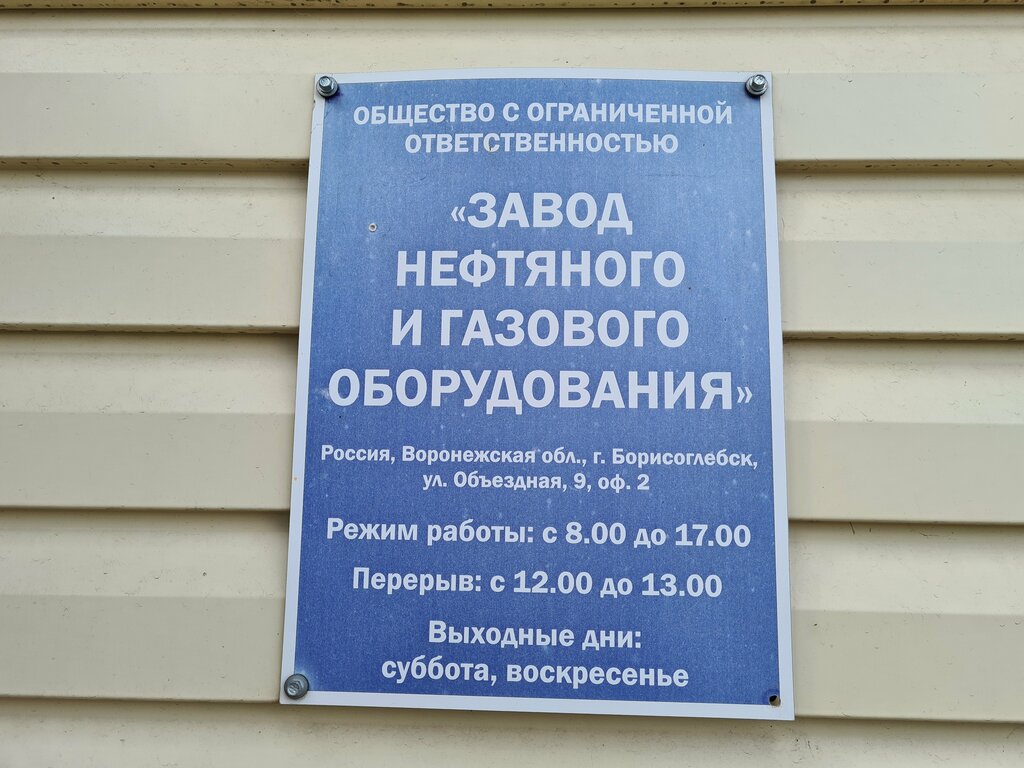 ОБЩЕСТВО С ОГРАНИЧЕННОЙ
ОТВЕТСТВЕННОСТЬЮ
«ЗАВОД
НЕФТЯНОГО
И ГАЗОВОГО
ОБОРУДОВАНИЯ»
Россия, Воронежская обл., г. Борисоглебск,
ул. Объездная, 9, оф. 2
Режим работы: с 8.00 до 17.00
Перерыв: с 12.00 до 13.00
Выходные дни:
суббота, воскресенье